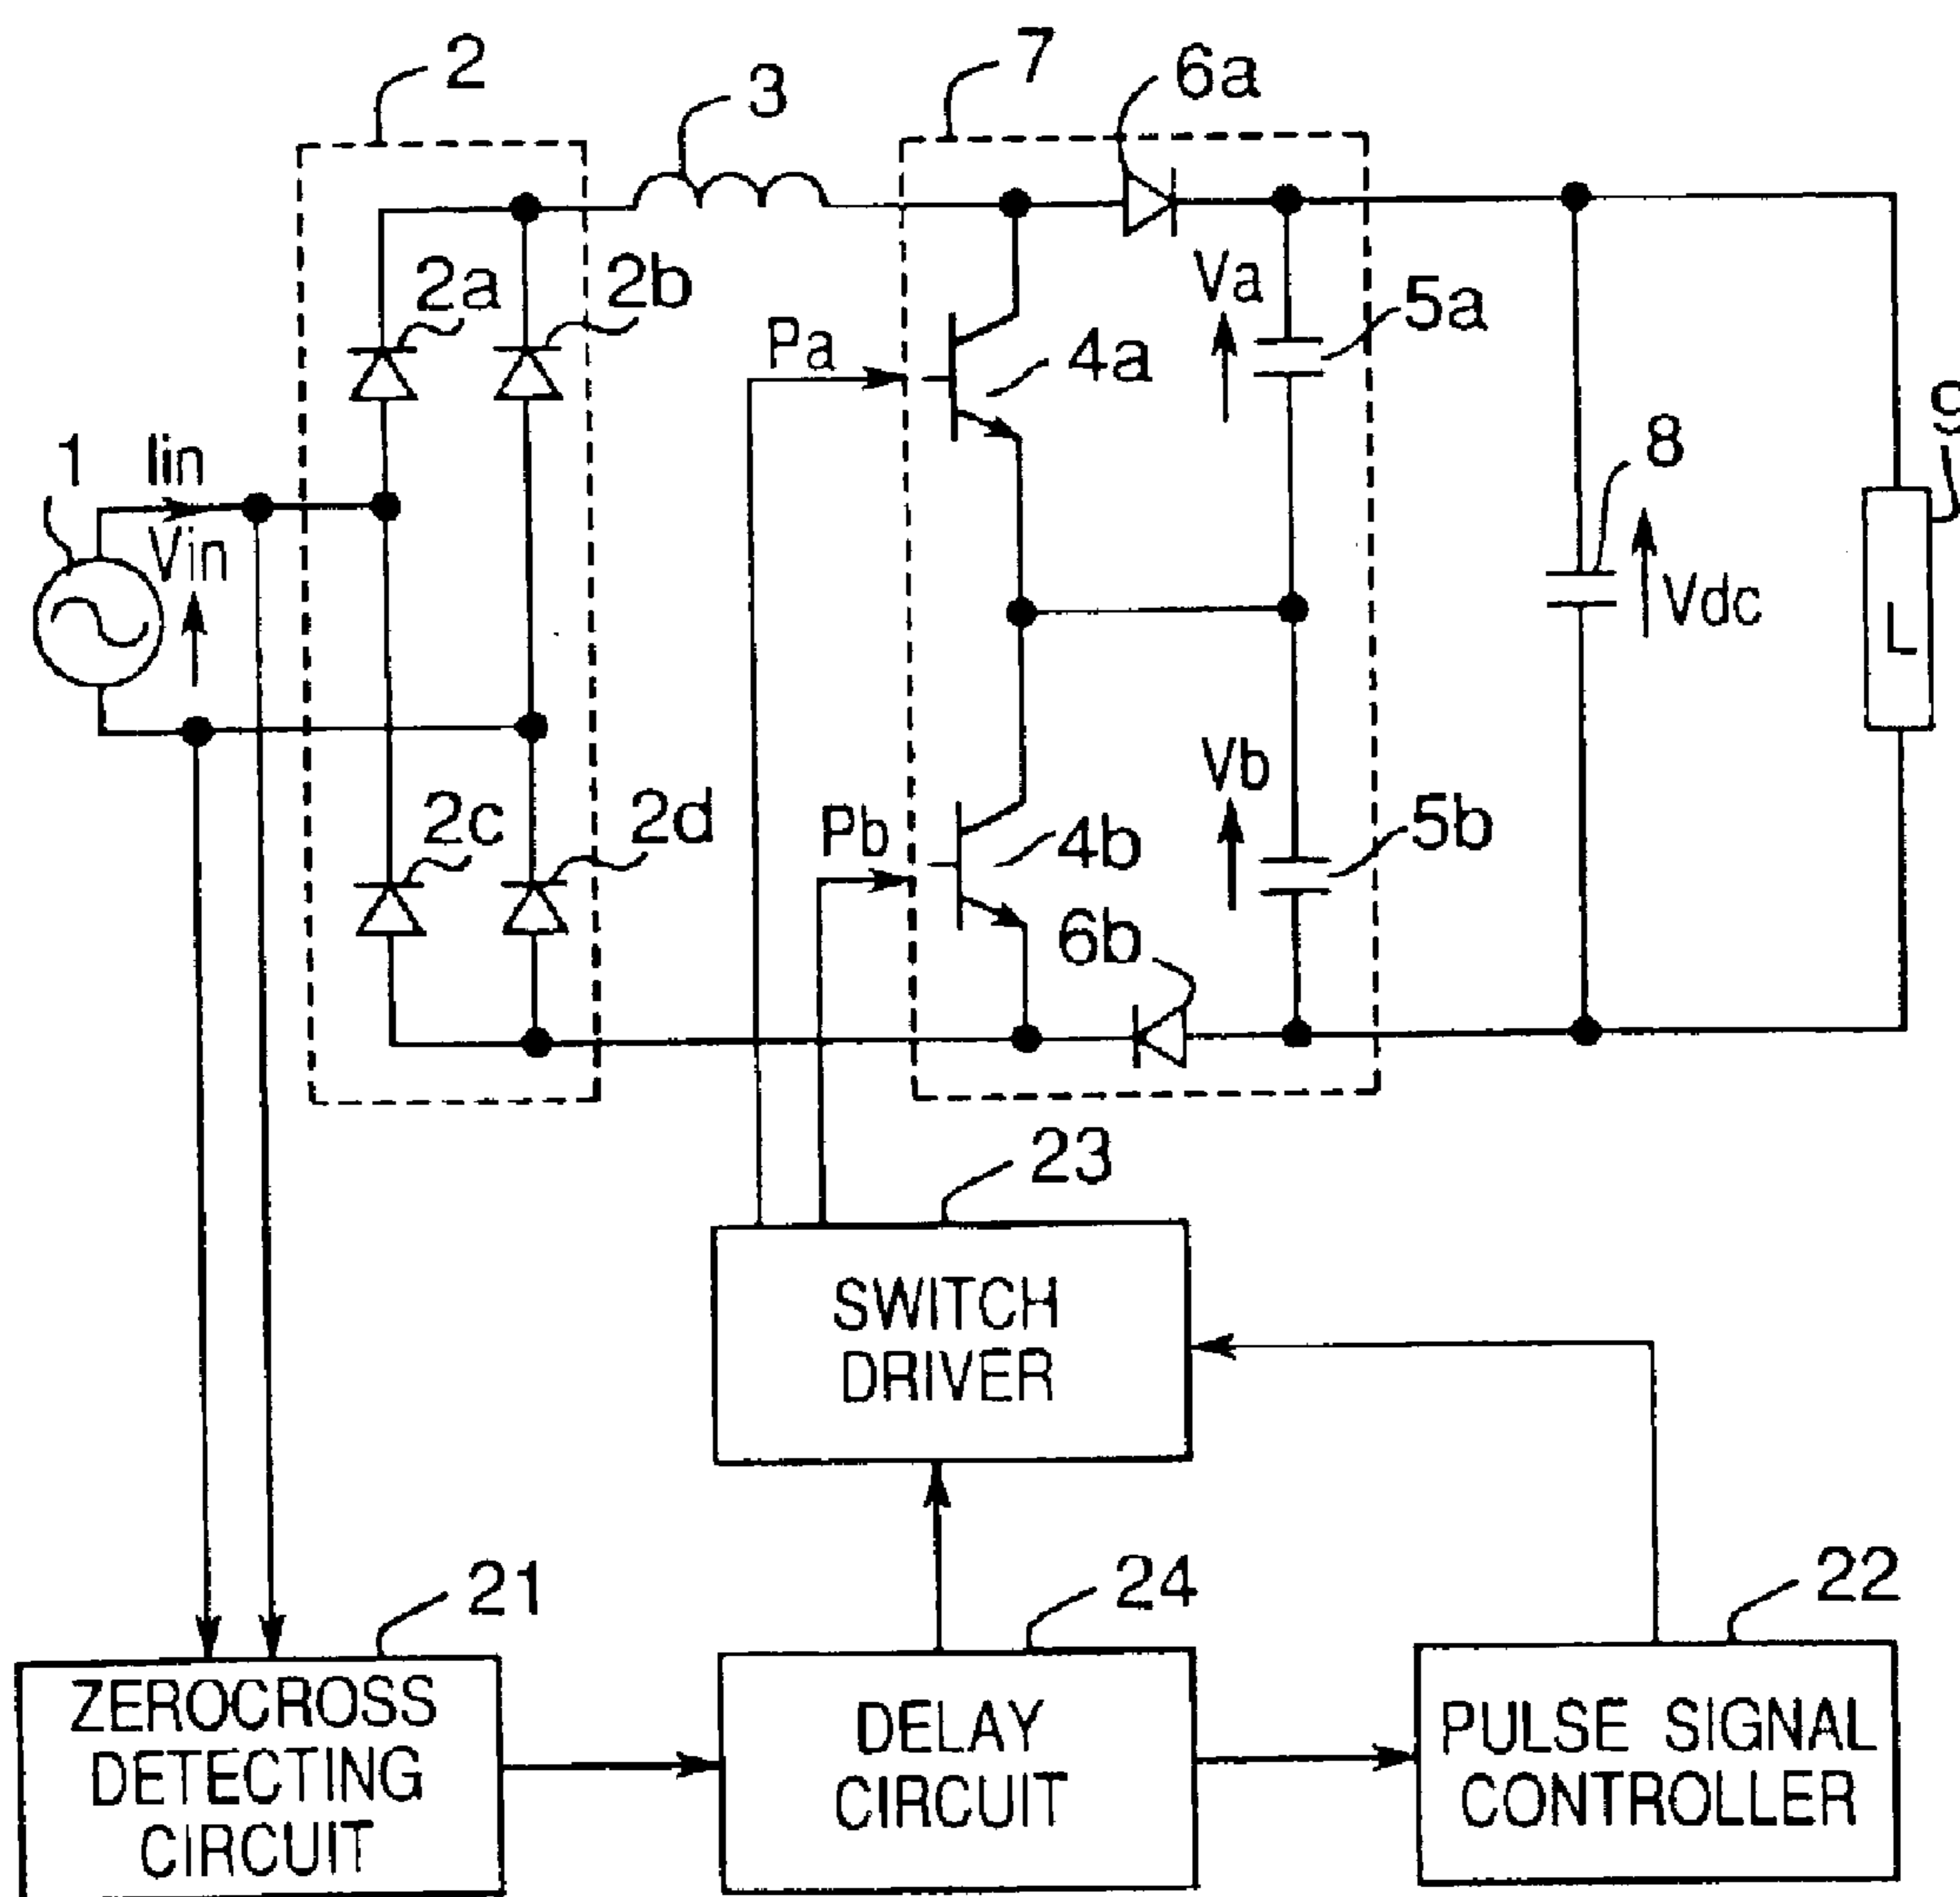 2
3
7
6a
2a
2b
Va
5a
Pa
4a
1
Iin
Vin
8
9
Vdc
L
2c
2d
Vb
5b
Pb
4b
6b
23
SWITCH
DRIVER
21
24
22
ZEROCROSS
DETECTING
CIRCUIT
DELAY
CIRCUIT
PULSE SIGNAL
CONTROLLER